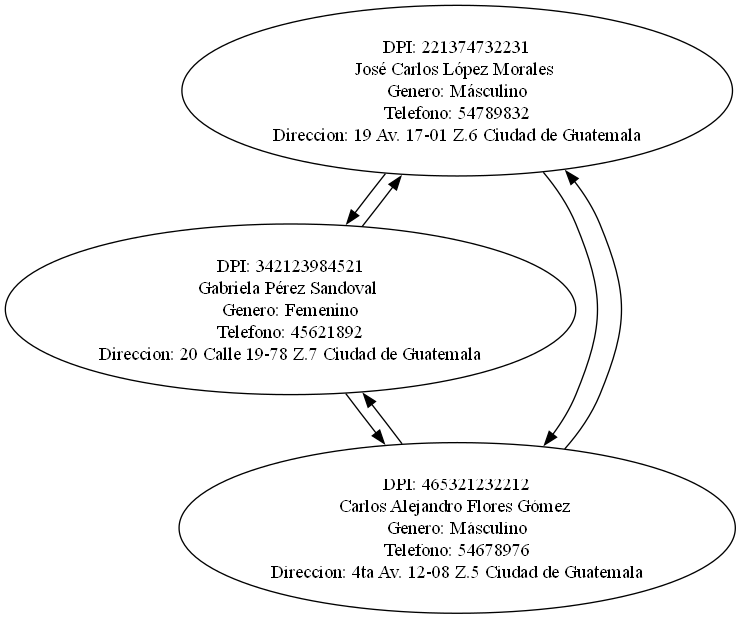 DPI: 221374732231
José Carlos López Morales
Genero: Másculino
Telefono: 54789832
Direccion: 19 Av. 17-01 Z.6 Ciudad de Guatemala
DPI: 342123984521
Gabriela Pérez Sandoval
Genero: Femenino
Telefono: 45621892
Direccion: 20 Calle 19-78 Z.7 Ciudad de Guatemala
DPI: 465321232212
Carlos Alejandro Flores Gómez
Genero: Másculino
Telefono: 54678976
Direccion: 4ta Av. 12-08 Z.5 Ciudad de Guatemala